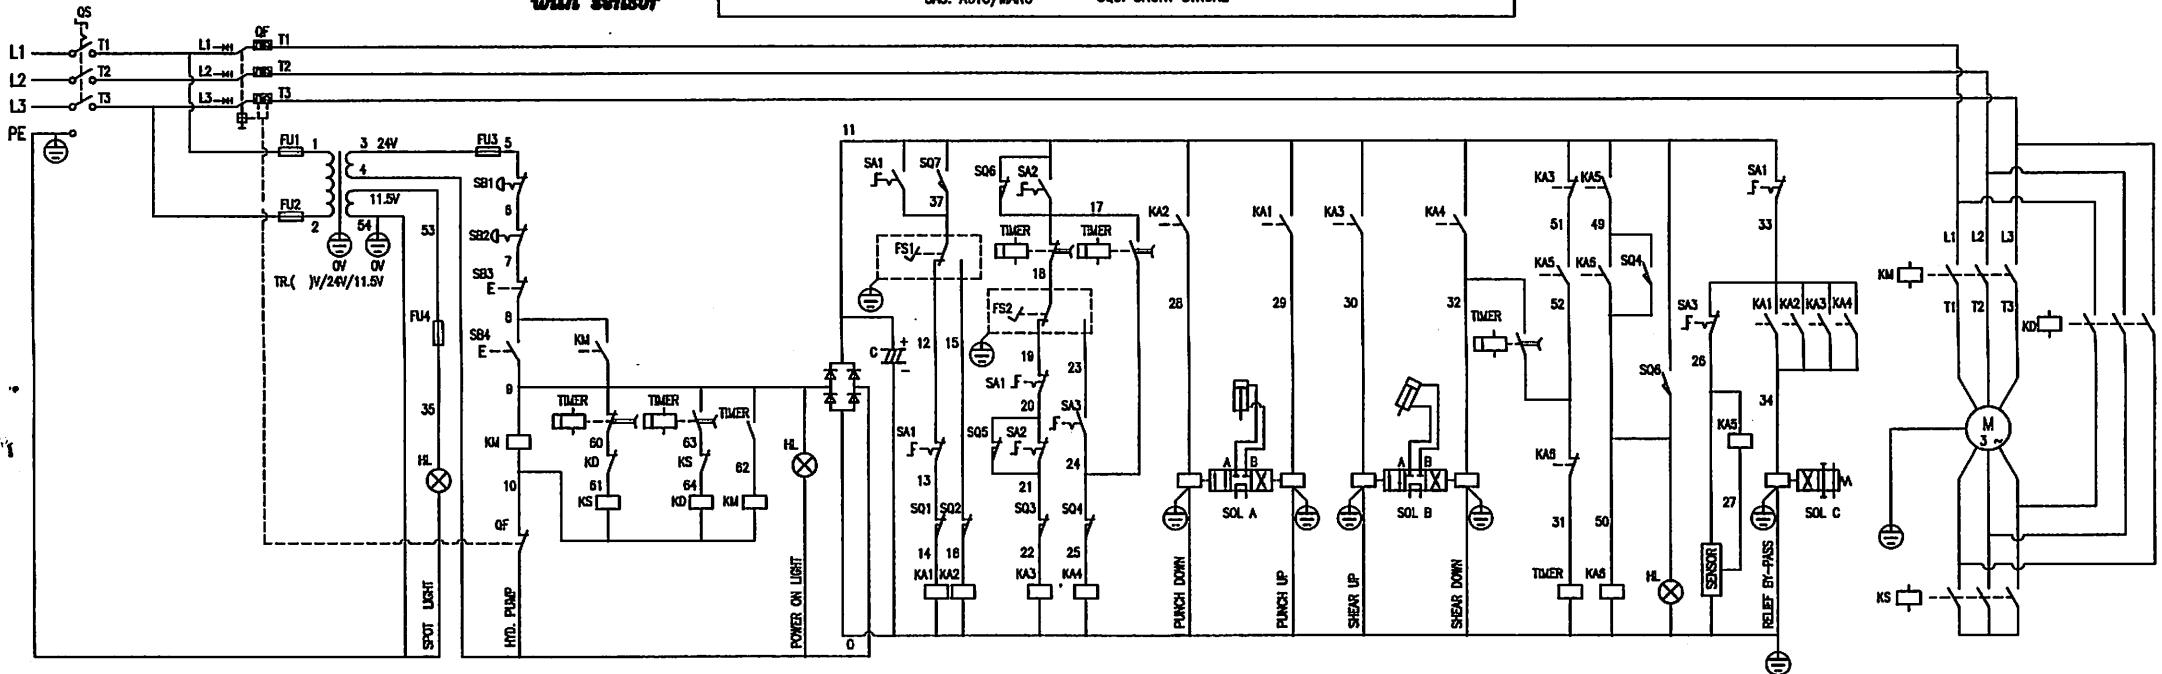 with sensor
QS
QF
L1 T1 L1 T1
L2 T2 L2 T2
L3 T3 L3 T3
PE
FU1 1 3 24V FU3 5
4
11.5V
FU2 2 54 53
0V 0V
TR.( )V/24V/11.5V
SB1
6
SB2
7
SB3
E
8
FU4
SB4
E
KM
9
35
TIMER TIMER TIMER
KM
60 63
HL HL
KD KS 62
10 61 64
KS KD KM
QF
SPOT LIGHT
HYD. PUMP
POWER ON LIGHT
11
C + -
0
SA1 SQ7
37
FS1
12 15
SA1
13
SQ1 SQ2
14 16
KA1 KA2
SQ6 SA2
17
TIMER TIMER
18
FS2
19 23
SA1
20 SA3
SQ5 SA2
24
21
SQ3 SQ4
22 25
KA3 KA4
KA2 KA1 KA3 KA4
28 29 30 32
A B A B
SOL A SOL B
PUNCH DOWN
PUNCH UP
SHEAR UP
SHEAR DOWN
KA3 KA5
51 49
KA5 KA6 SQ4
52
TIMER
SQ6
KA6
31 50
TIMER KA6 HL
SA1
33
SA3 KA1 KA2 KA3 KA4
26
34
KA5
27
SOL C
SENSOR
RELIEF BY-PASS
L1 L2 L3
KM
T1 T2 T3
KD
M
3 ~
KS